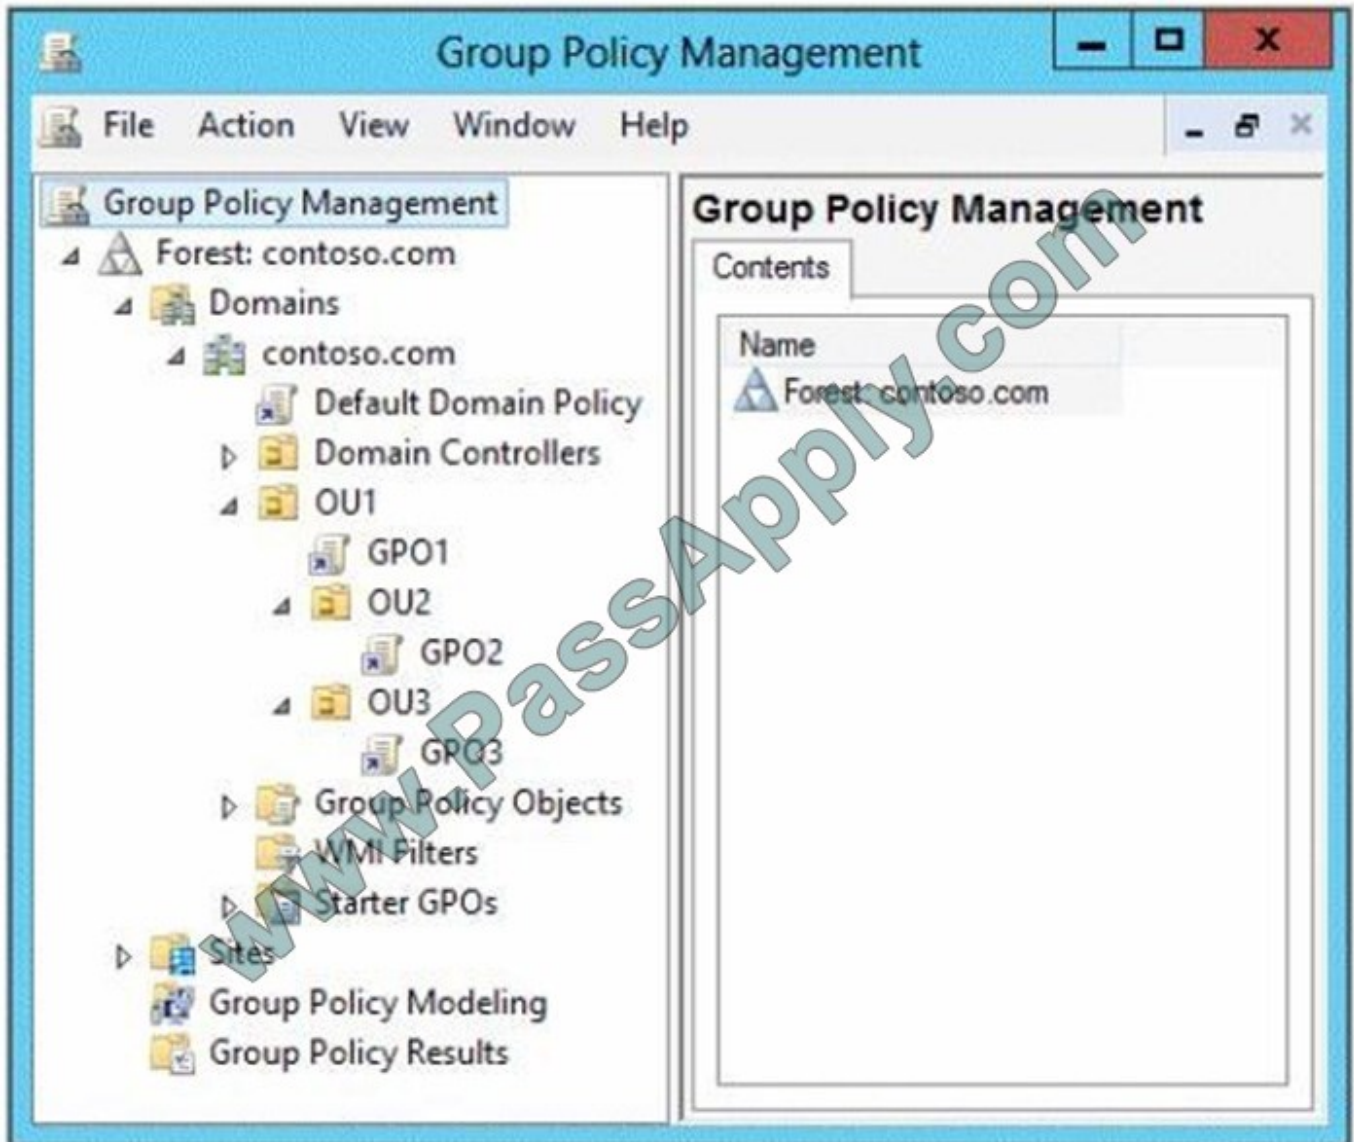 Group Policy Management
File Action View Window Help
Group Policy Management
Forest: contoso.com
Domains
contoso.com
Default Domain Policy
Domain Controllers
OU1
GPO1
OU2
GPO2
OU3
GPO3
Group Policy Objects
WMI Filters
Starter GPOs
Sites
Group Policy Modeling
Group Policy Results
Group Policy Management
Contents
Name
Forest: contoso.com
www.PassApply.com